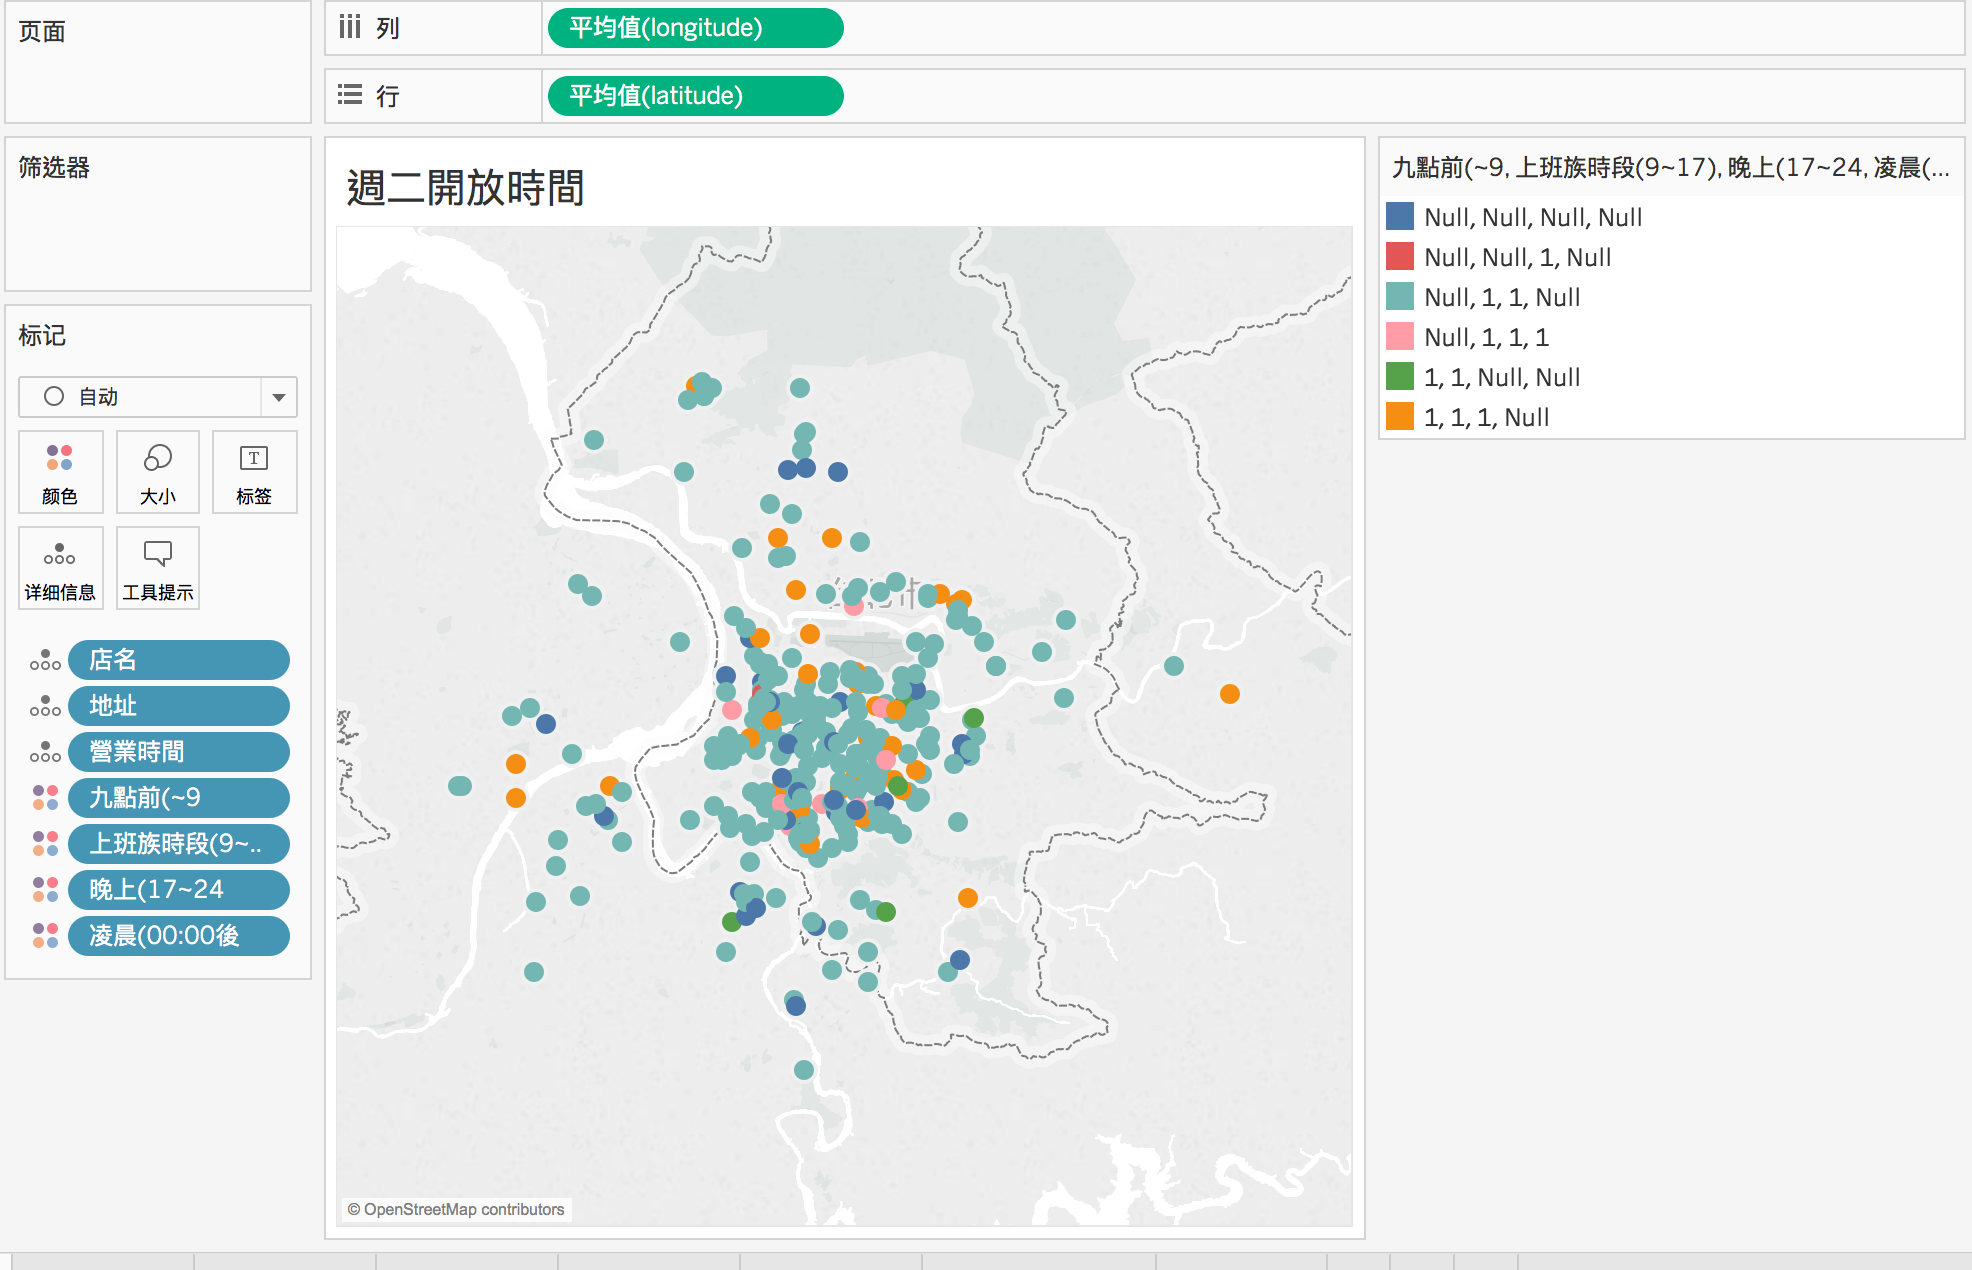 页面
列
平均值(longitude)
行
平均值(latitude)
筛选器
标记
自动
颜色
大小
标签
详细信息
工具提示
店名
地址
營業時間
九點前(~9
上班族時段(9~..
晚上(17~24
凌晨(00:00後
週二開放時間
© OpenStreetMap contributors
九點前(~9, 上班族時段(9~17), 晚上(17~24, 凌晨(...
Null, Null, Null, Null
Null, Null, 1, Null
Null, 1, 1, Null
Null, 1, 1, 1
1, 1, Null, Null
1, 1, 1, Null